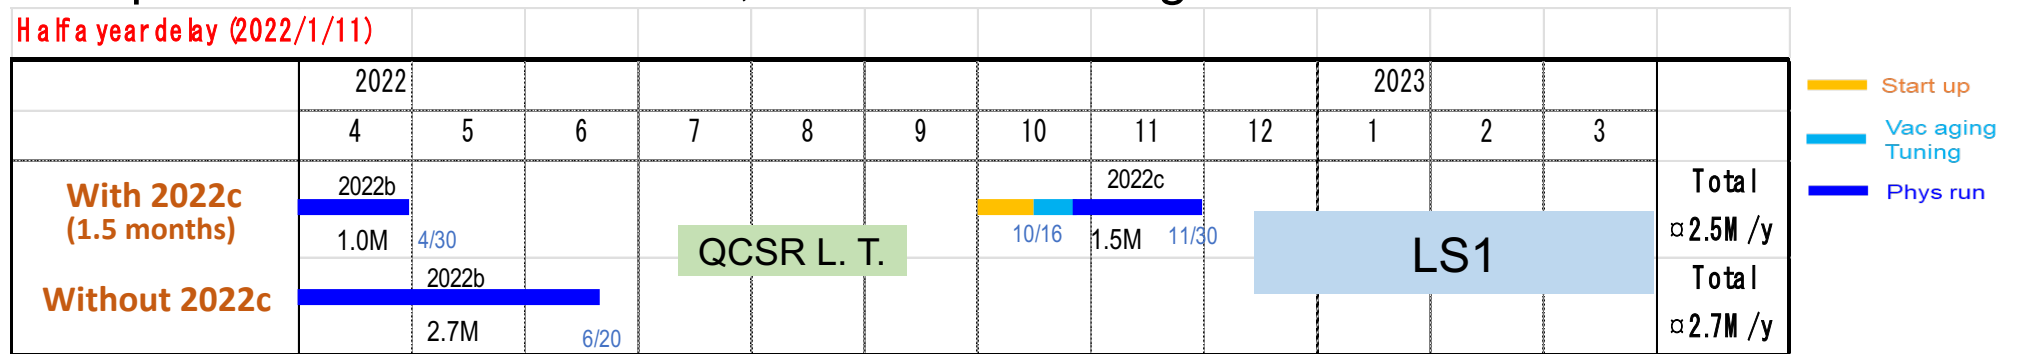 Half a year delay (2022/1/11)
2022 2023
4 5 6 7 8 9 10 11 12 1 2 3
With 2022c
(1.5 months)
2022b
1.0M
4/30
QCSR L. T.
2022c
10/16
1.5M
11/30
LS1
Total
¤2.5M /y
Without 2022c
2022b
2.7M
6/20
Total
¤2.7M /y
Start up
Vac aging
Tuning
Phys run